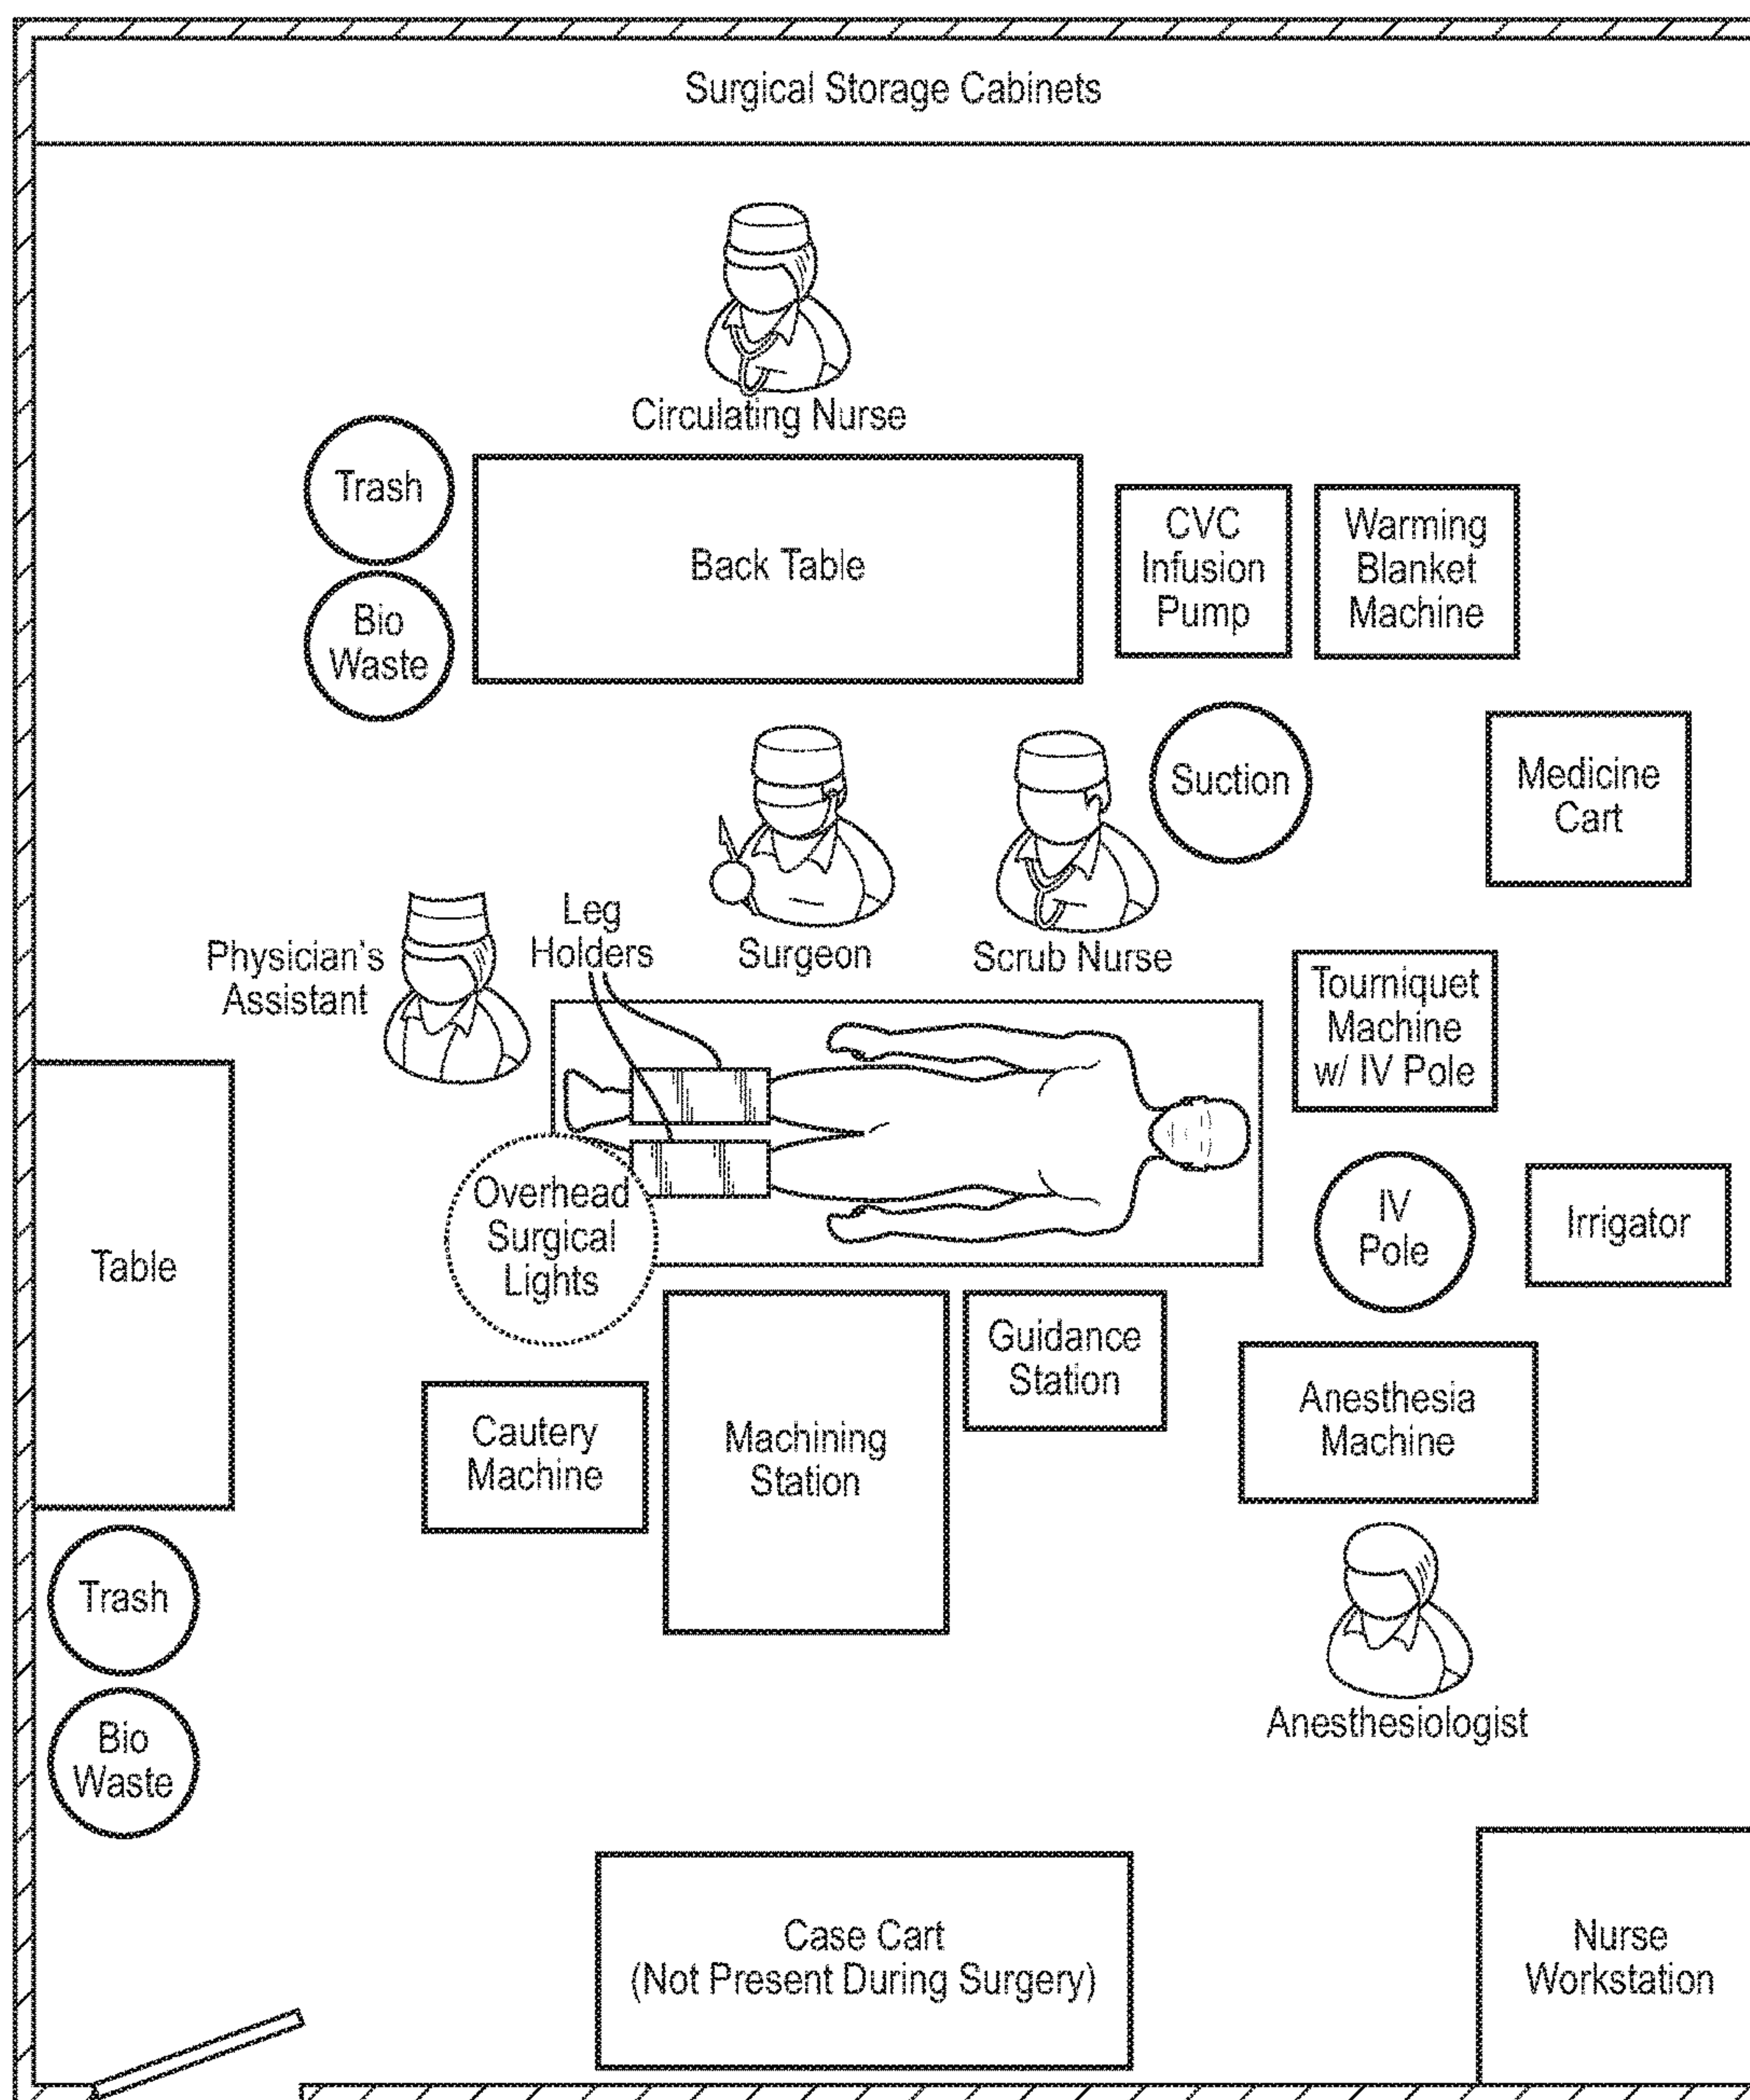 Surgical Storage Cabinets
Circulating Nurse
Trash
Bio
Waste
Back Table
CVC
Infusion
Pump
Warming
Blanket
Machine
Suction
Medicine
Cart
Physician's
Assistant
Leg
Holders
Surgeon
Scrub Nurse
Tourniquet
Machine
w/ IV Pole
Table
Overhead
Surgical
Lights
IV
Pole
Irrigator
Cautery
Machine
Machining
Station
Guidance
Station
Anesthesia
Machine
Trash
Bio
Waste
Anesthesiologist
Case Cart
(Not Present During Surgery)
Nurse
Workstation